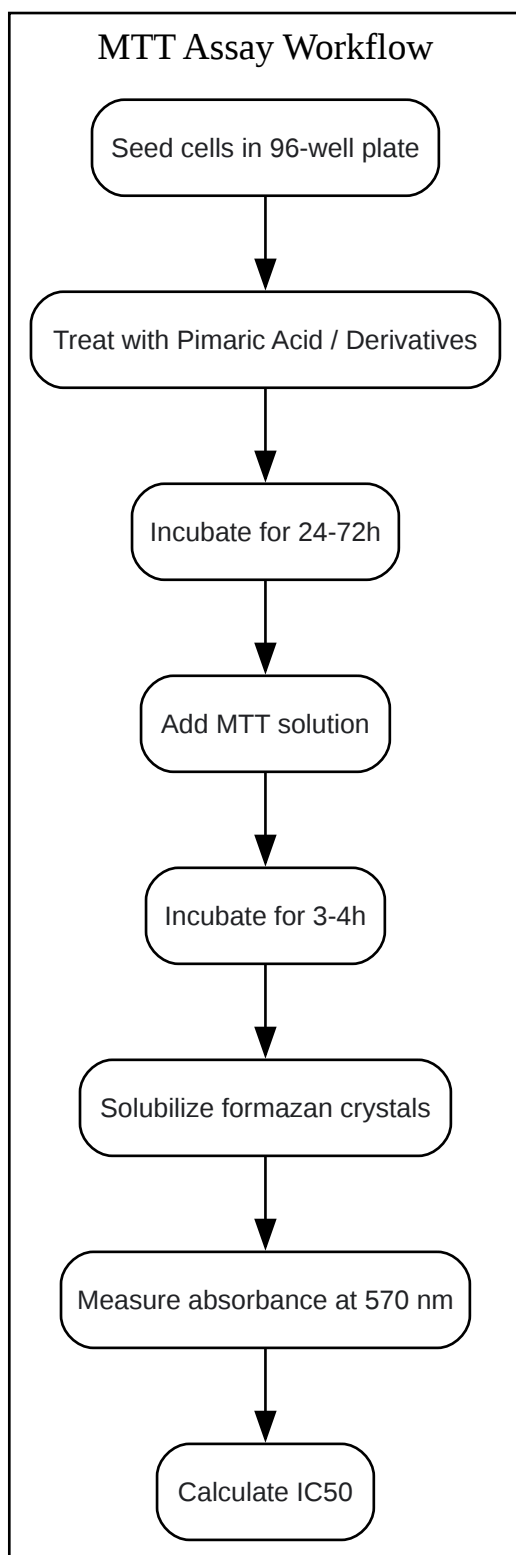 MTT Assay Workflow
Seed cells in 96-well plate
Treat with Pimaric Acid / Derivatives
Incubate for 24-72h
Add MTT solution
Incubate for 3-4h
Solubilize formazan crystals
Measure absorbance at 570 nm
Calculate IC50